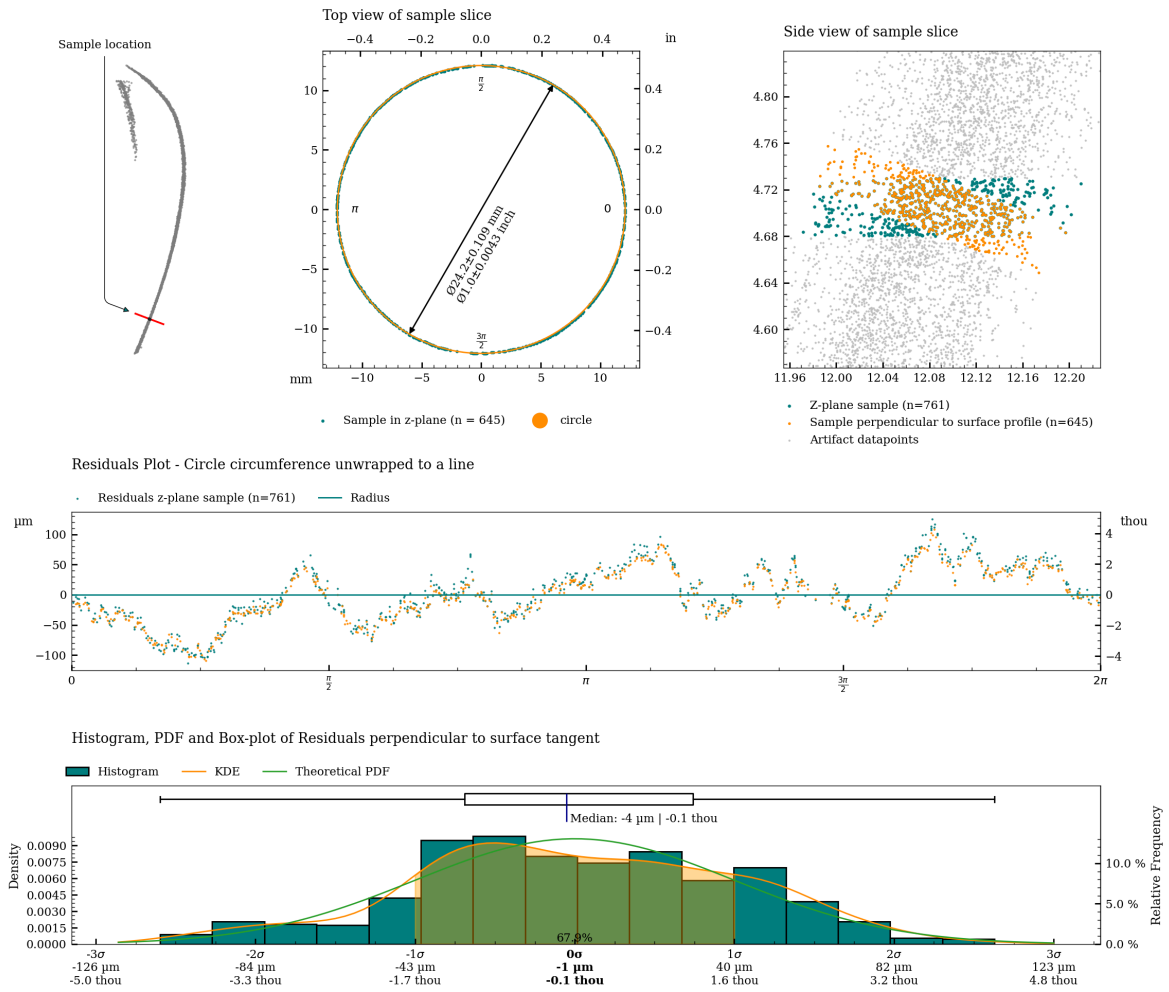 Top view of sample slice
Sample location
−0.4 −0.2 0.0 0.2 0.4 in
Side view of sample slice
10
5
0
−5
−10
π/2
π
0
3π/2
Ø24.2±0.109 mm
Ø1.0±0.0043 inch
0.4
0.2
0.0
−0.2
−0.4
mm −10 −5 0 5 10
4.80
4.76
4.72
4.68
4.64
4.60
11.96 12.00 12.04 12.08 12.12 12.16 12.20
Sample in z-plane (n = 645) circle
Z-plane sample (n=761)
Sample perpendicular to surface profile (n=645)
Artifact datapoints
Residuals Plot - Circle circumference unwrapped to a line
Residuals z-plane sample (n=761) Radius
µm
100
50
0
−50
−100
thou
4
2
0
−2
−4
0 π/2 π 3π/2 2π
Histogram, PDF and Box-plot of Residuals perpendicular to surface tangent
Histogram KDE Theoretical PDF
Median: -4 µm | -0.1 thou
Density
0.0090
0.0075
0.0060
0.0045
0.0030
0.0015
0.0000
Relative Frequency
10.0 %
5.0 %
0.0 %
67.9%
-3σ -2σ -1σ 0σ 1σ 2σ 3σ
-126 µm -84 µm -43 µm -1 µm 40 µm 82 µm 123 µm
-5.0 thou -3.3 thou -1.7 thou -0.1 thou 1.6 thou 3.2 thou 4.8 thou